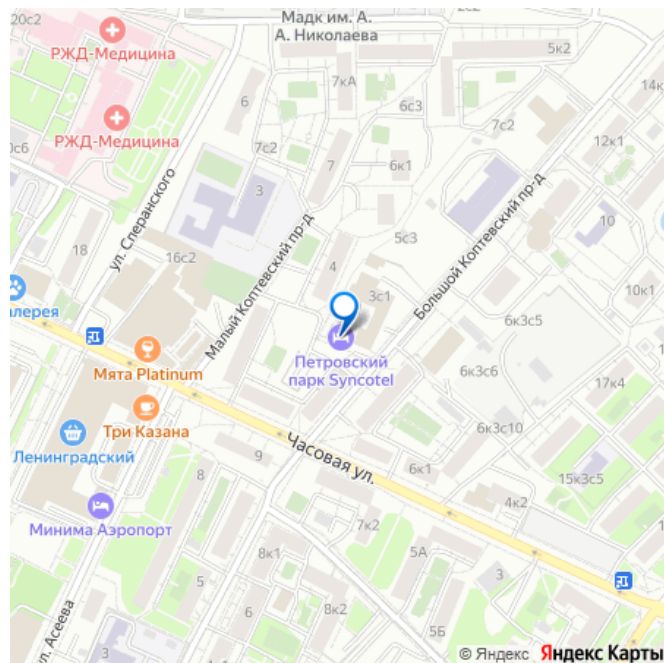 Мадк им. А.
А. Николаева
5к2
РЖД-Медицина
7кА
14к
6
6с3
7с2
РЖД-Медицина
12к1
20с6
7с2
7
6к1
ул. Сперанского
3
Малый Коптевский пр-д
Большой Коптевский пр-д
10
18
5с3
16с2
4
10к1
3с1
алерея
6к3с5
Петровский
парк Syncotel
Мята Platinum
6к3с6
17к4
Три Казана
6к3с10
Ленинградский
Часовая ул.
9
8
6к1
15к3с5
4к2
Минима Аэропорт
7к2
5А
8к1
3
5
8к2
5Б
ул. Асеева
3
© Яндекс Яндекс Карты